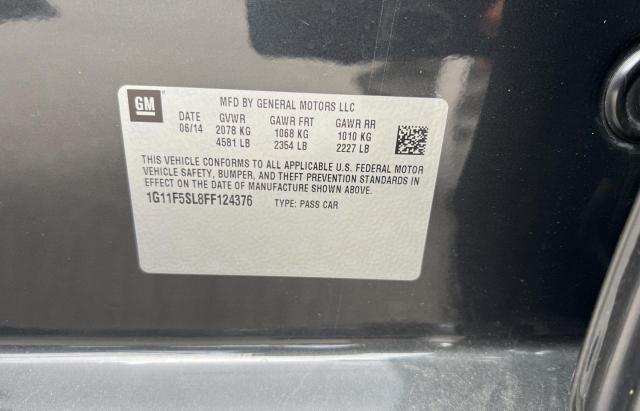 GM
MFD BY GENERAL MOTORS LLC
DATE GVWR GAWR FRT GAWR RR
06/14 2078 KG 1068 KG 1010 KG
4581 LB 2354 LB 2227 LB
THIS VEHICLE CONFORMS TO ALL APPLICABLE U.S. FEDERAL MOTOR
VEHICLE SAFETY, BUMPER, AND THEFT PREVENTION STANDARDS IN
EFFECT ON THE DATE OF MANUFACTURE SHOWN ABOVE.
1G11F5SL8FF124376 TYPE: PASS CAR